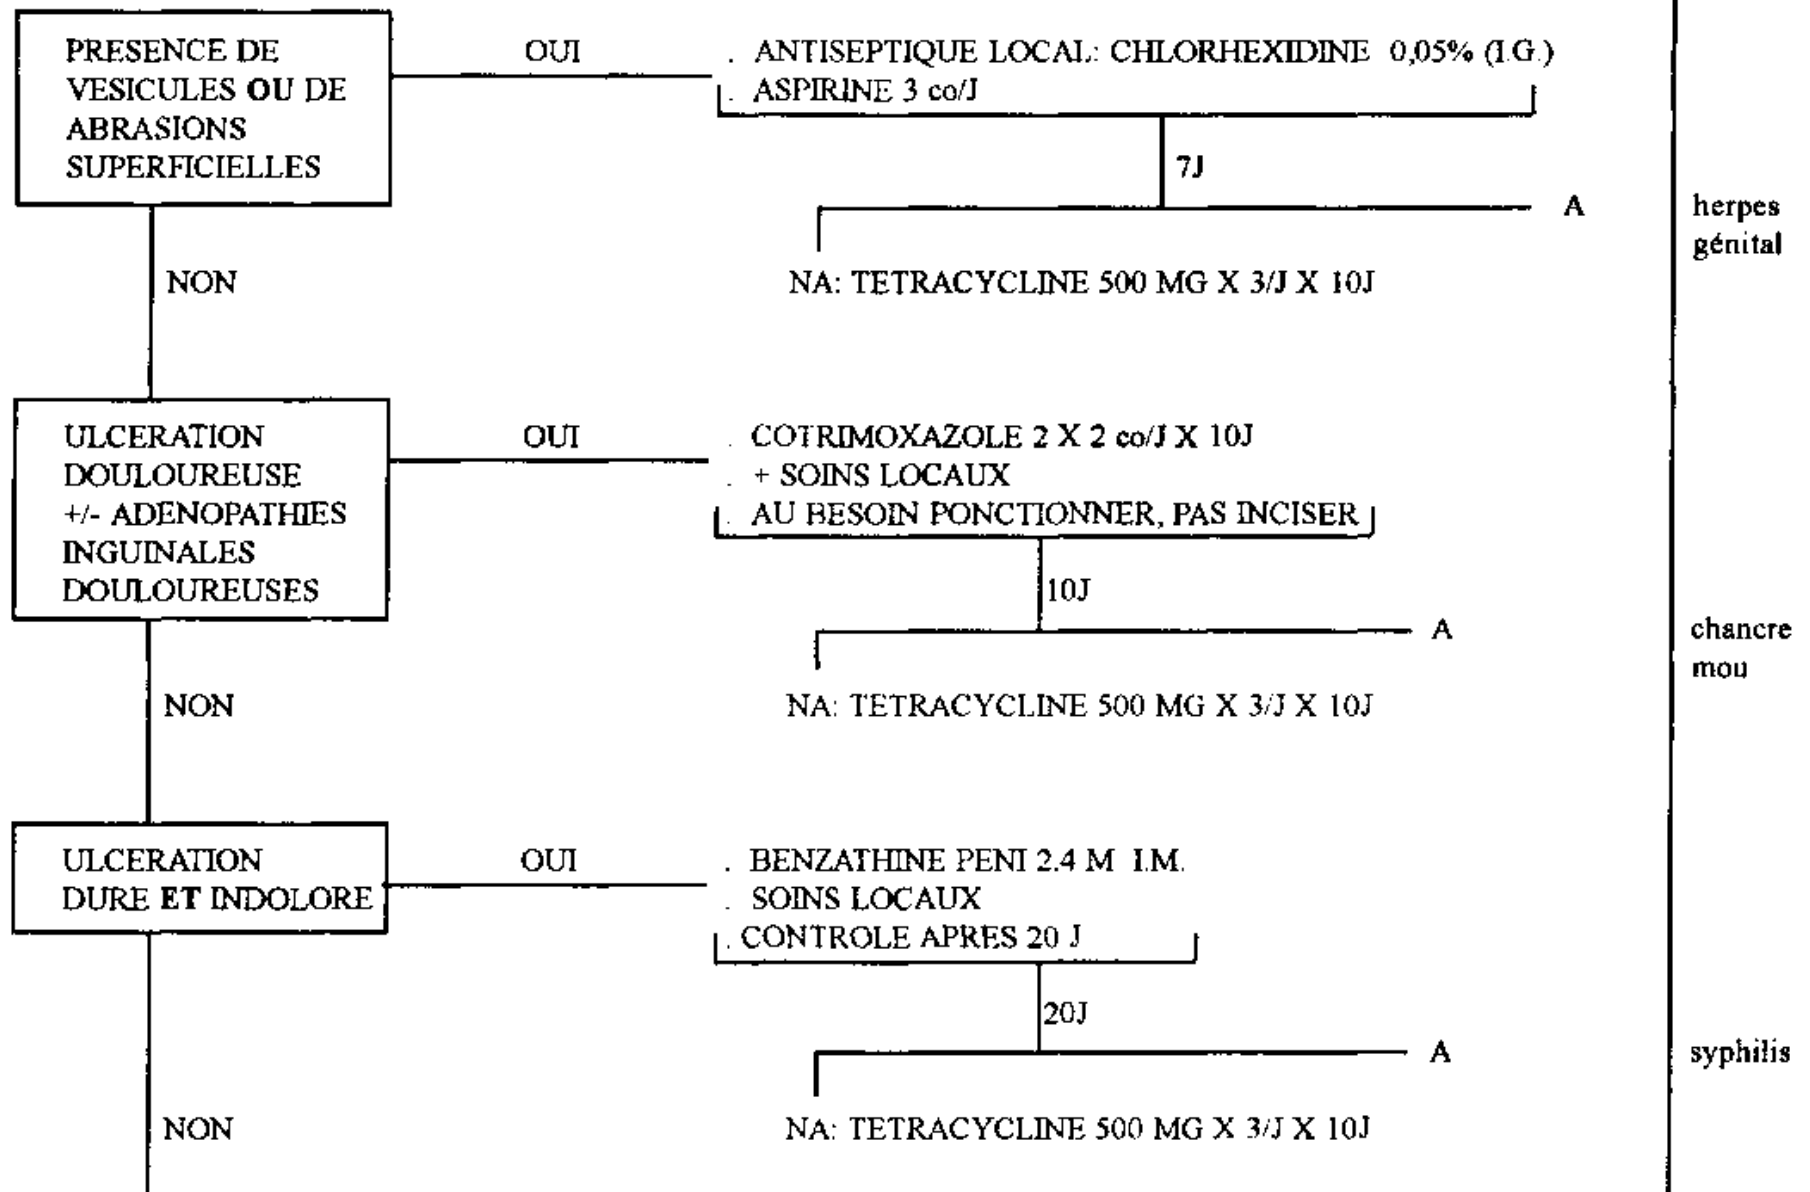 PRESENCE DE
VESICULES OU DE
ABRASIONS
SUPERFICIELLES
OUI
. ANTISEPTIQUE LOCAL: CHLORHEXIDINE 0,05% (I.G.)
. ASPIRINE 3 co/J
7J
A
herpes
génital
NA: TETRACYCLINE 500 MG X 3/J X 10J
NON
ULCERATION
DOULOUREUSE
+/- ADENOPATHIES
INGUINALES
DOULOUREUSES
OUI
. COTRIMOXAZOLE 2 X 2 co/J X 10J
. + SOINS LOCAUX
. AU BESOIN PONCTIONNER, PAS INCISER
10J
A
chancre
mou
NA: TETRACYCLINE 500 MG X 3/J X 10J
NON
ULCERATION
DURE ET INDOLORE
OUI
. BENZATHINE PENI 2.4 M I.M.
. SOINS LOCAUX
. CONTROLE APRES 20 J
20J
A
syphilis
NA: TETRACYCLINE 500 MG X 3/J X 10J
NON